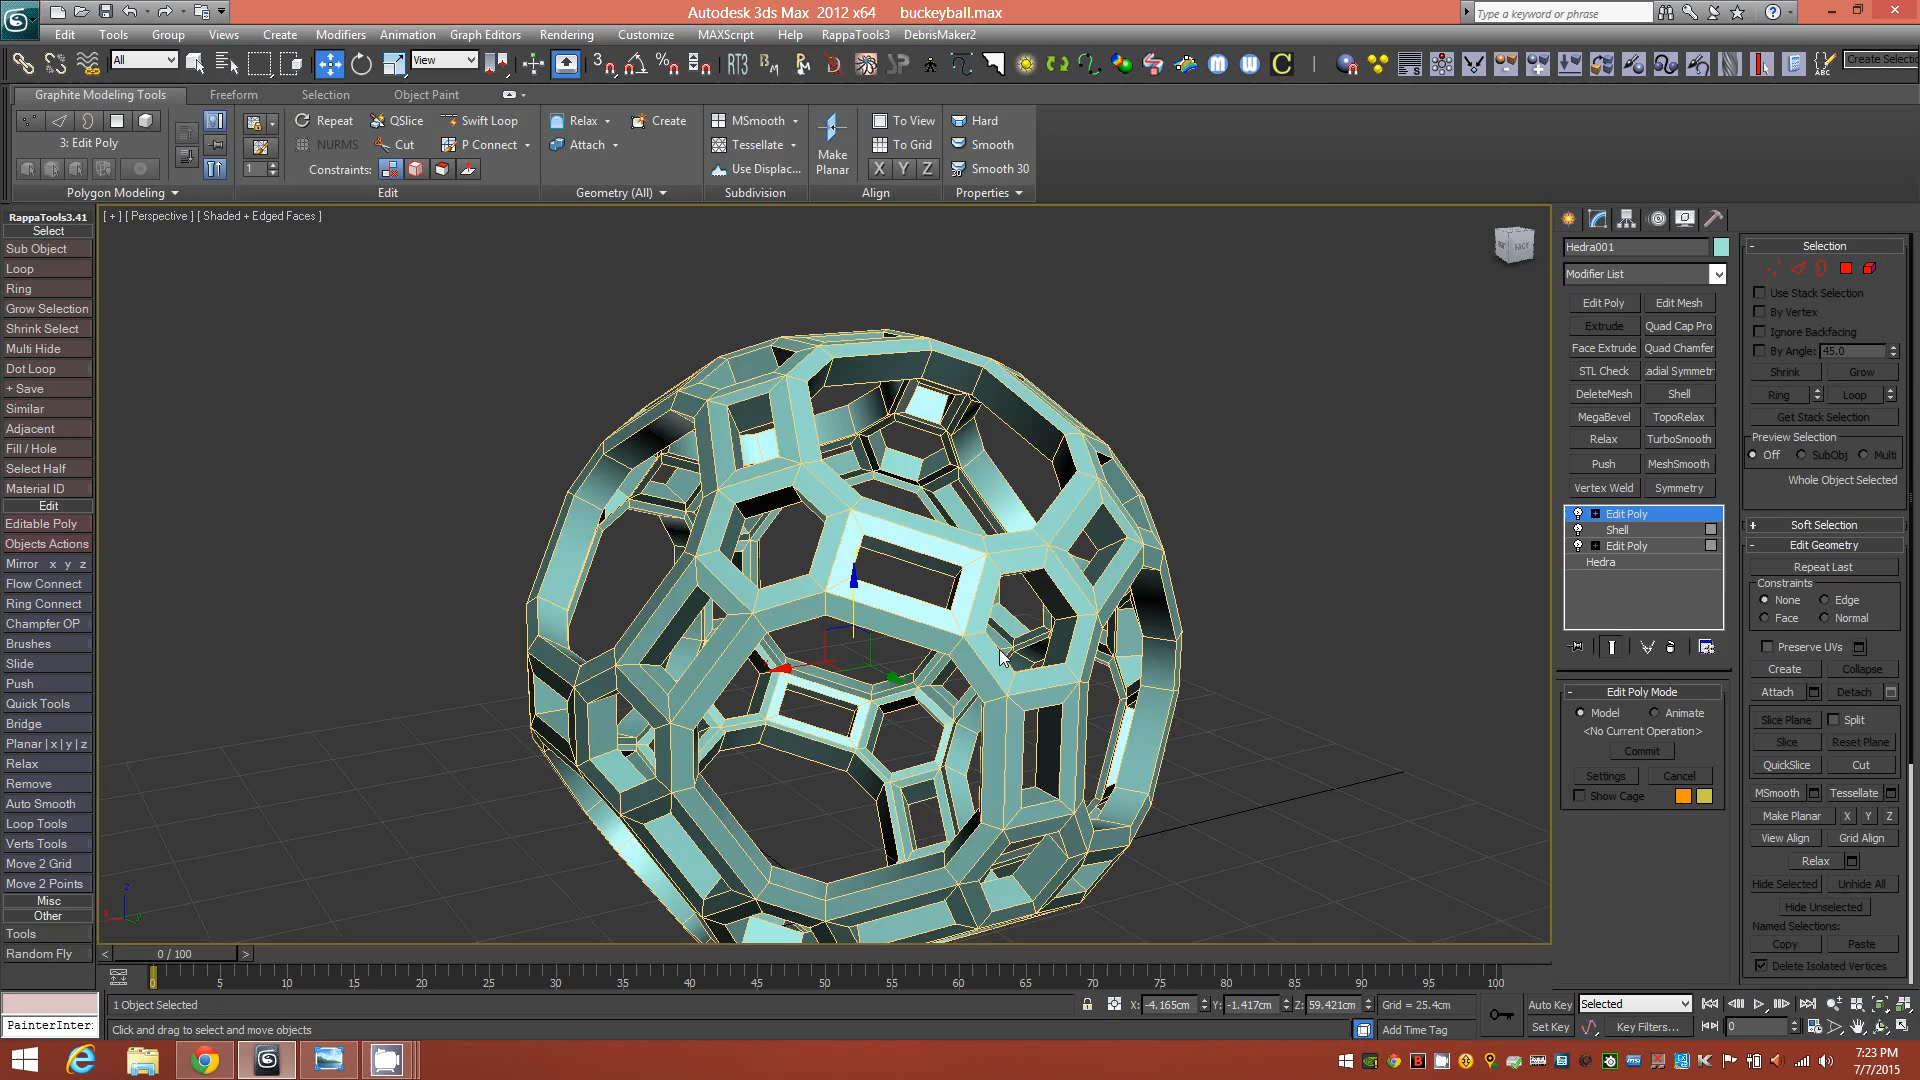 Autodesk 3ds Max 2012 x64 buckeyball.max
Type a keyword or phrase
Edit Tools Group Views Create Modifiers Animation Graph Editors Rendering Customize MAXScript Help RappaTools3 DebrisMaker2
All View RT3 Create Selectio
Graphite Modeling Tools Freeform Selection Object Paint
Repeat QSlice Swift Loop Relax Create MSmooth To View Hard
3: Edit Poly NURMS Cut P Connect Attach Tessellate Make Planar To Grid Smooth
1 Constraints: Use Displac... X Y Z Smooth 30
Polygon Modeling Edit Geometry (All) Subdivision Align Properties
[ + ] [ Perspective ] [ Shaded + Edged Faces ]
RappaTools3.41
Select
Sub Object
Loop
Ring
Grow Selection
Shrink Select
Multi Hide
Dot Loop
+ Save
Similar
Adjacent
Fill / Hole
Select Half
Material ID
Edit
Editable Poly
Objects Actions
Mirror x y z
Flow Connect
Ring Connect
Champfer OP
Brushes
Slide
Push
Quick Tools
Bridge
Planar | x | y | z
Relax
Remove
Auto Smooth
Loop Tools
Verts Tools
Move 2 Grid
Move 2 Points
Misc
Other
Tools
Random Fly
Hedra001
Modifier List
Edit Poly Edit Mesh
Extrude Quad Cap Pro
Face Extrude Quad Chamfer
STL Check adial Symmetr
DeleteMesh Shell
MegaBevel TopoRelax
Relax TurboSmooth
Push MeshSmooth
Vertex Weld Symmetry
Edit Poly
Shell
Edit Poly
Hedra
Edit Poly Mode
Model Animate
<No Current Operation>
Commit
Settings Cancel
Show Cage
Selection
Use Stack Selection
By Vertex
Ignore Backfacing
By Angle: 45.0
Shrink Grow
Ring Loop
Get Stack Selection
Preview Selection
Off SubObj Multi
Whole Object Selected
Soft Selection
Edit Geometry
Repeat Last
Constraints
None Edge
Face Normal
Preserve UVs
Create Collapse
Attach Detach
Slice Plane Split
Slice Reset Plane
QuickSlice Cut
MSmooth Tessellate
Make Planar X Y Z
View Align Grid Align
Relax
Hide Selected Unhide All
Hide Unselected
Named Selections:
Copy Paste
Delete Isolated Vertices
< 0 / 100 >
0 5 10 15 20 25 30 35 40 45 50 55 60 65 70 75 80 85 90 95 100
1 Object Selected X: -4.165cm Y: -1.417cm Z: 59.421cm Grid = 25.4cm Auto Key Selected
PainterInter: Click and drag to select and move objects Add Time Tag Set Key Key Filters... 0
7:23 PM
7/7/2015